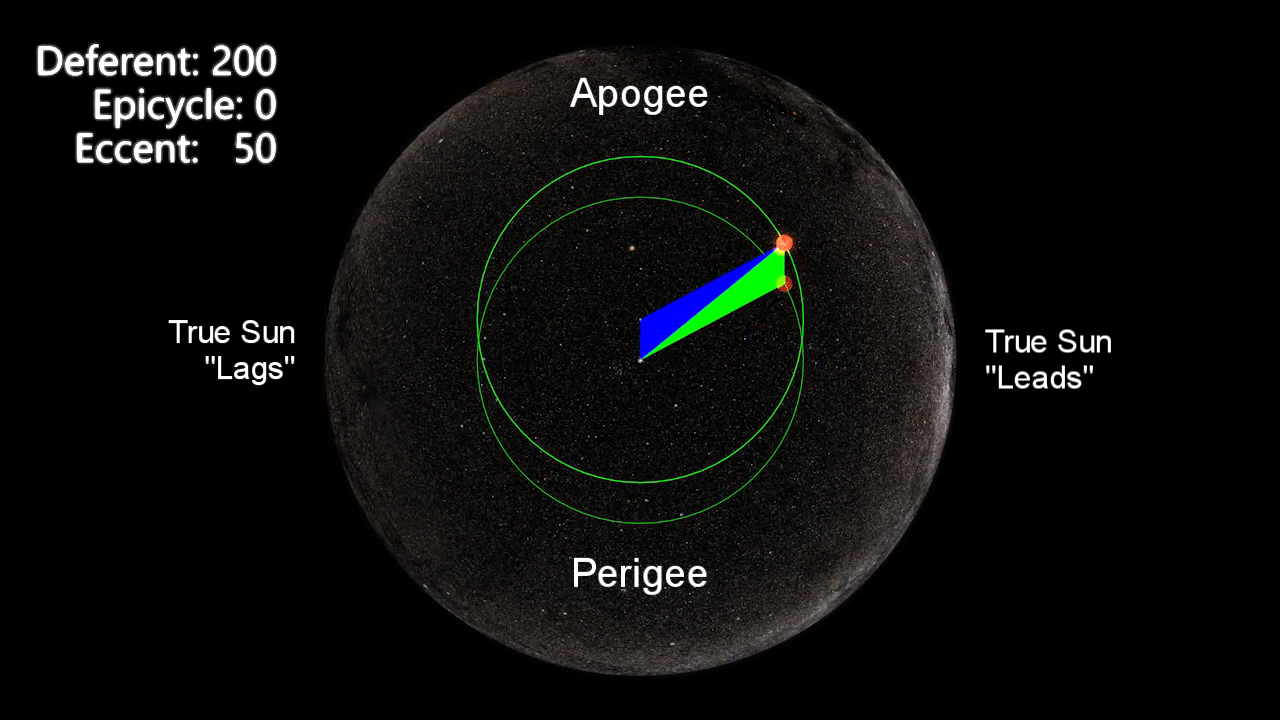 Deferent: 200
Epicycle: 0
Eccent: 50
Apogee
True Sun
"Lags"
True Sun
"Leads"
Perigee